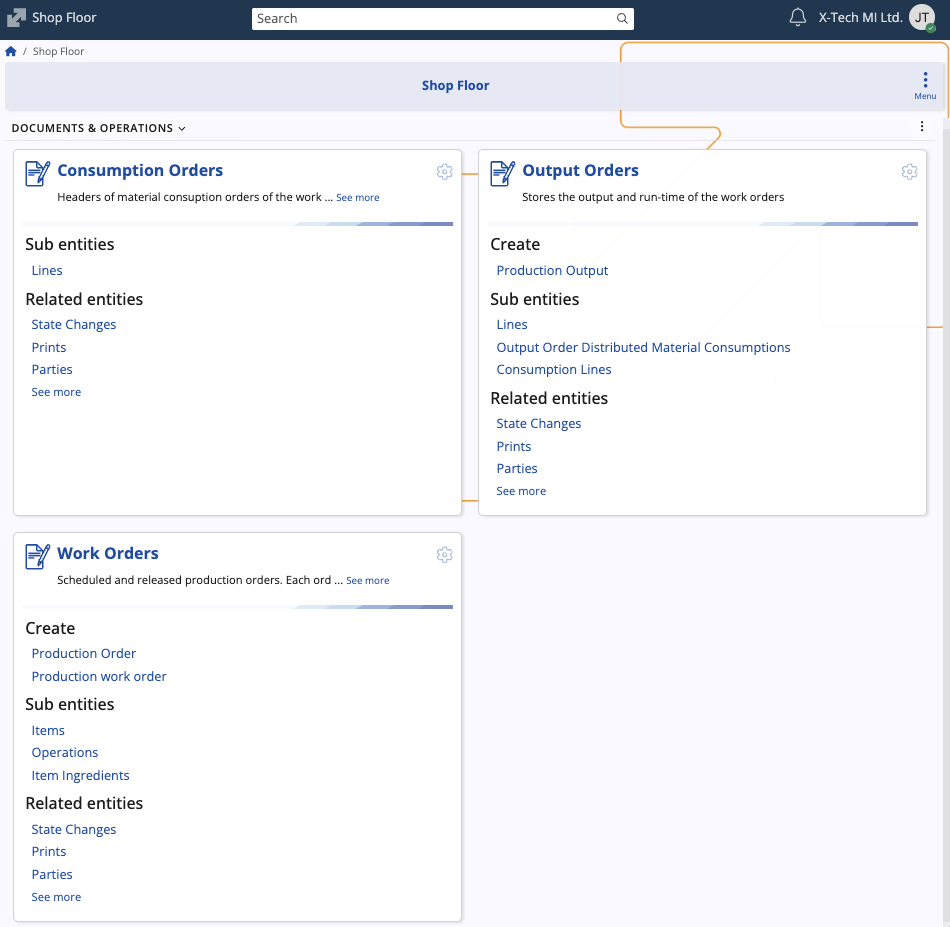 Shop Floor
Search
X-Tech MI Ltd.
JT
/ Shop Floor
Shop Floor
Menu
DOCUMENTS & OPERATIONS
Consumption Orders
Headers of material consuption orders of the work ... See more
Sub entities
Lines
Related entities
State Changes
Prints
Parties
See more
Output Orders
Stores the output and run-time of the work orders
Create
Production Output
Sub entities
Lines
Output Order Distributed Material Consumptions
Consumption Lines
Related entities
State Changes
Prints
Parties
See more
Work Orders
Scheduled and released production orders. Each ord ... See more
Create
Production Order
Production work order
Sub entities
Items
Operations
Item Ingredients
Related entities
State Changes
Prints
Parties
See more